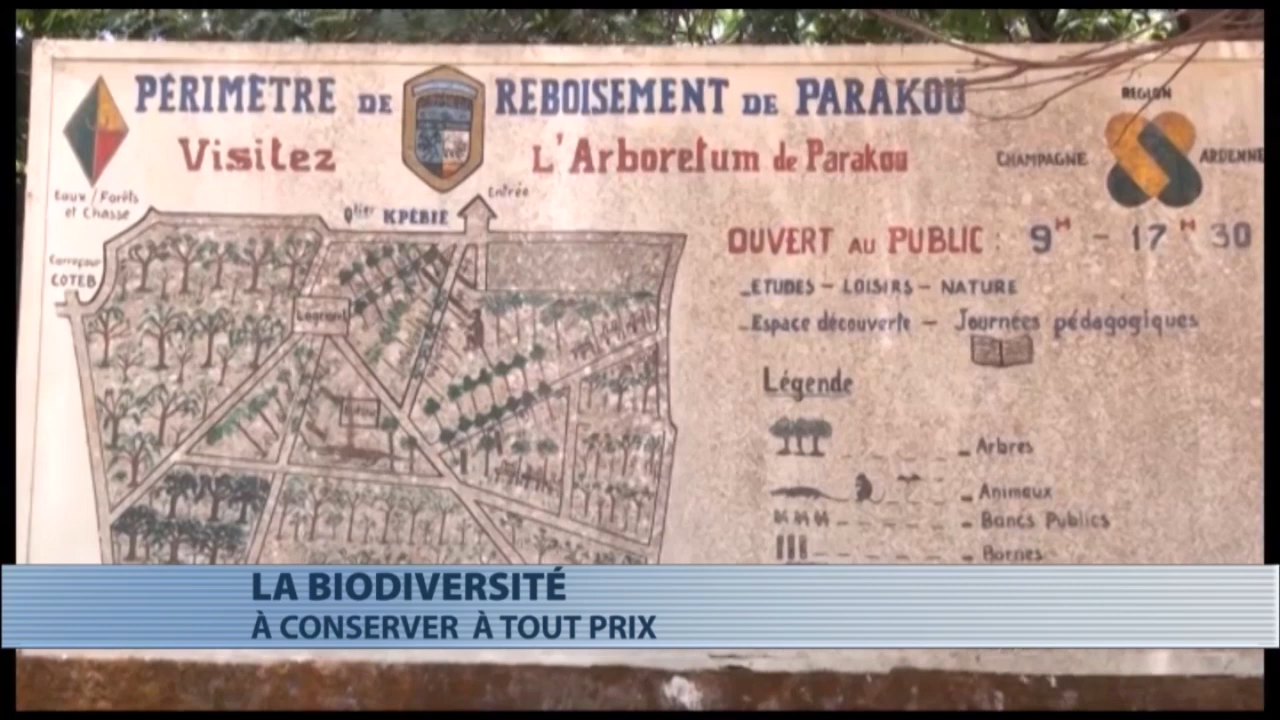 PÉRIMÈTRE DE REBOISEMENT DE PARAKOU
Visitez L'Arboretum de Parakou
Eaux / Forêts
et Chasse
RÉGION
CHAMPAGNE ARDENNE
Entrée
Qtier KPÉBIÉ
Carrefour
COTEB
OUVERT AU PUBLIC : 9H - 17H30
_ETUDES - LOISIRS - NATURE
_Espace découverte - Journées pédagogiques
Légende
_ Arbres
_ Animaux
_ Bancs Publics
_ Bornes
LA BIODIVERSITÉ
À CONSERVER À TOUT PRIX